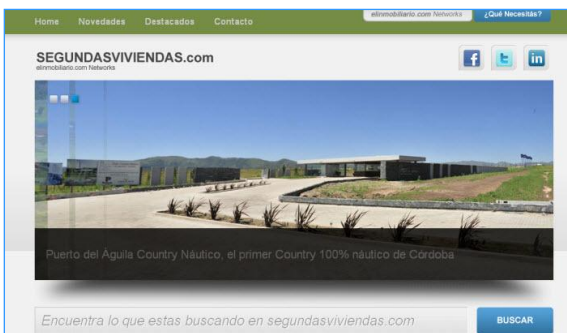 Home Novedades Destacados Contacto
elinmobiliario.com Networks ¿Qué Necesitás?
SEGUNDASVIVIENDAS.com
elinmobiliario.com Networks
Puerto del Águila Country Náutico, el primer Country 100% náutico de Córdoba
Encuentra lo que estas buscando en segundasviviendas.com BUSCAR